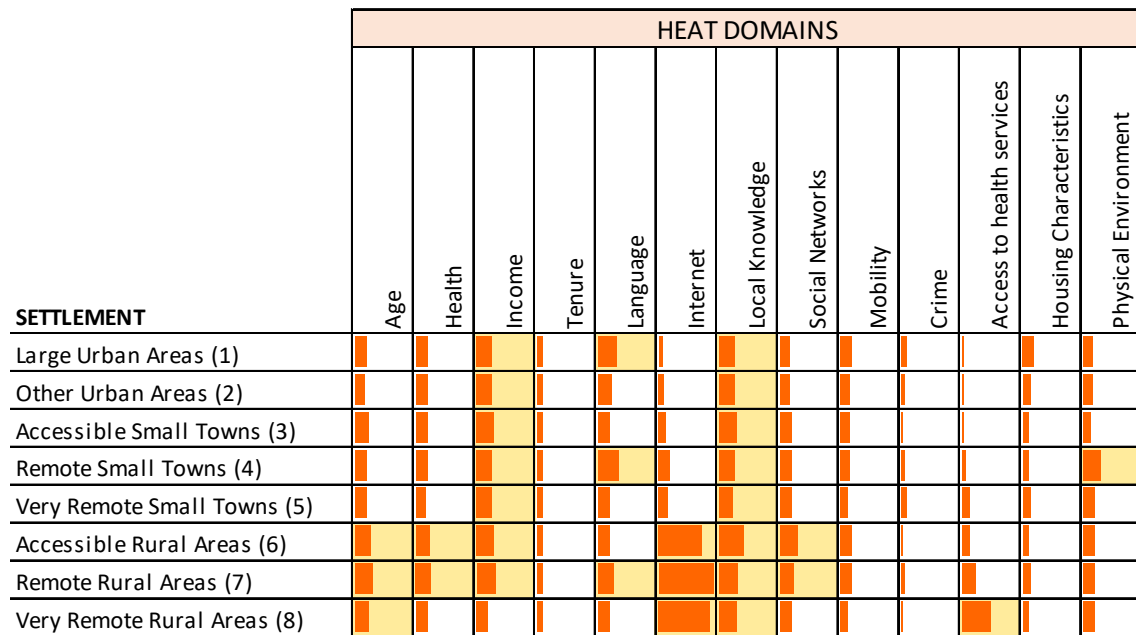 HEAT DOMAINS
SETTLEMENT
Age
Health
Income
Tenure
Language
Internet
Local Knowledge
Social Networks
Mobility
Crime
Access to health services
Housing Characteristics
Physical Environment
Large Urban Areas (1)
Other Urban Areas (2)
Accessible Small Towns (3)
Remote Small Towns (4)
Very Remote Small Towns (5)
Accessible Rural Areas (6)
Remote Rural Areas (7)
Very Remote Rural Areas (8)